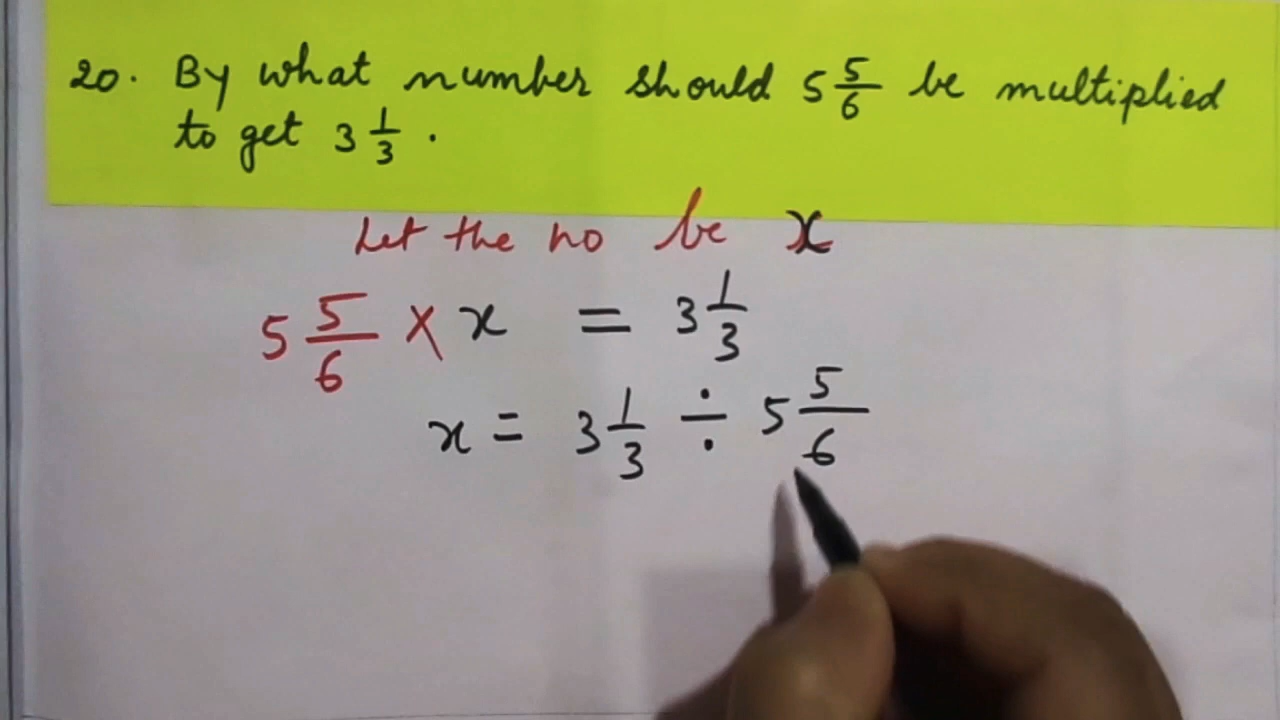 20. By what number should 5 5/6 be multiplied
to get 3 1/3 .
Let the no be x
5 5/6 × x = 3 1/3
x = 3 1/3 ÷ 5 5/6